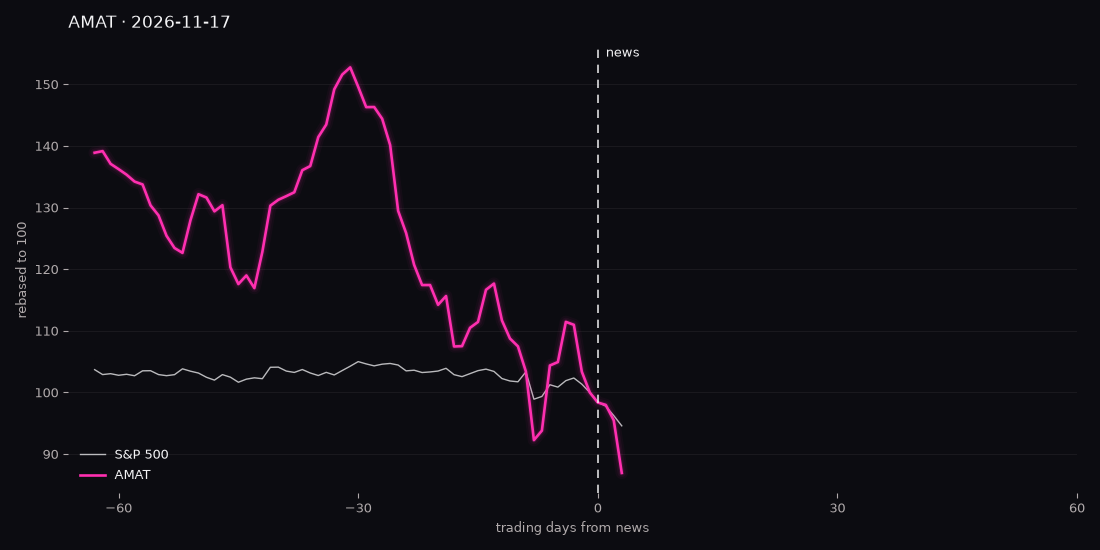 AMAT · 2026-11-17
news
150
140
130
120
110
100
90
rebased to 100
S&P 500
AMAT
−60
−30
0
30
60
trading days from news